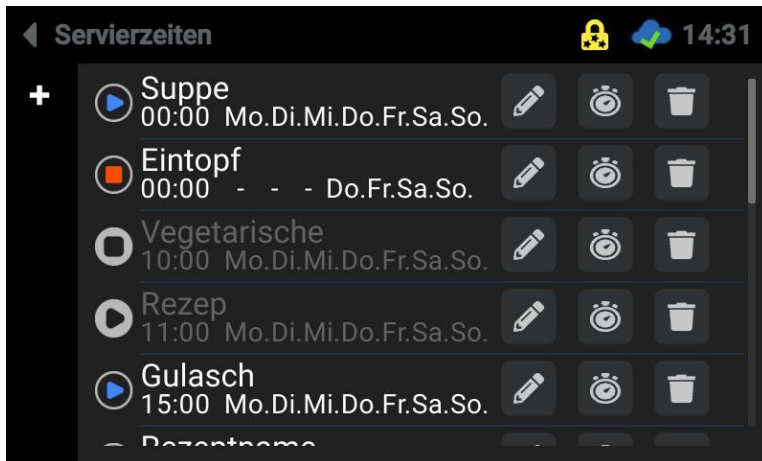 Servierzeiten 14:31
Suppe
00:00 Mo.Di.Mi.Do.Fr.Sa.So.
Eintopf
00:00 - - - Do.Fr.Sa.So.
Vegetarische
10:00 Mo.Di.Mi.Do.Fr.Sa.So.
Rezep
11:00 Mo.Di.Mi.Do.Fr.Sa.So.
Gulasch
15:00 Mo.Di.Mi.Do.Fr.Sa.So.
Rezeptname